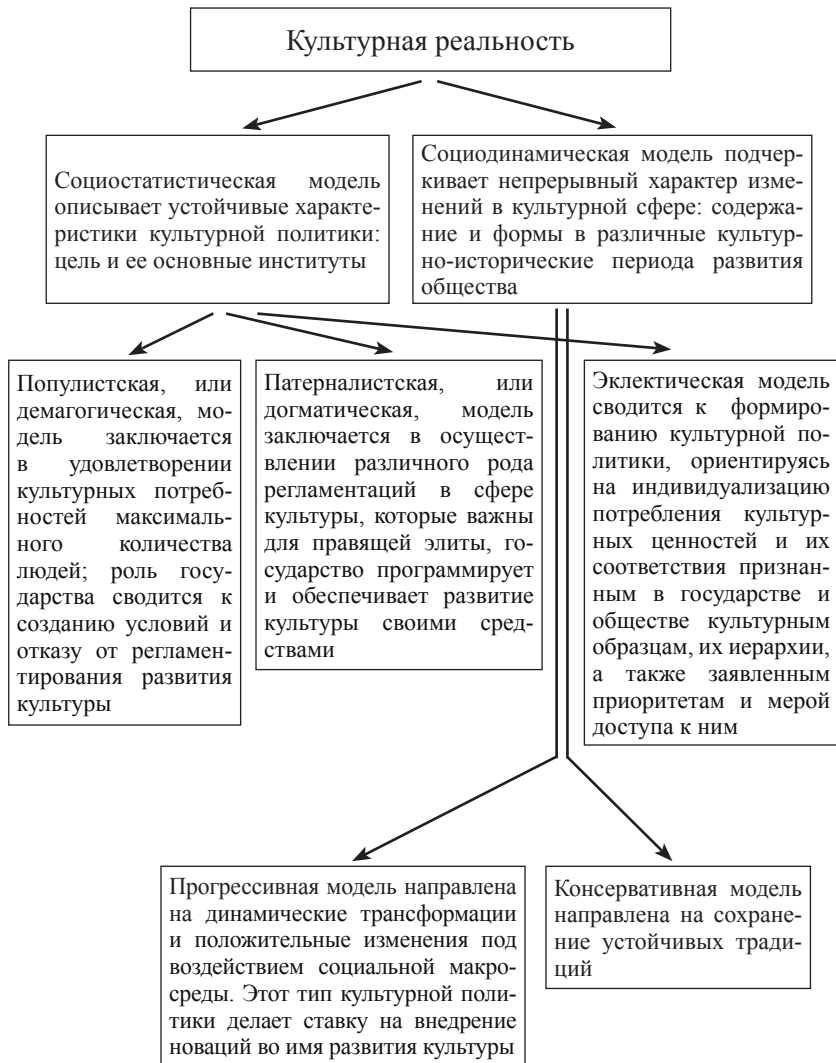 Культурная реальность
Социостатистическая модель
описывает устойчивые характе-
ристики культурной политики:
цель и ее основные институты
Социодинамическая модель подчер-
кивает непрерывный характер изме-
нений в культурной сфере: содержа-
ние и формы в различные культур-
но-исторические периода развития
общества
Популистская, или
демагогическая, мо-
дель заключается
в удовлетворении
культурных потреб-
ностей максималь-
ного количества
людей; роль госу-
дарства сводится к
созданию условий и
отказу от регламен-
тирования развития
культуры
Патерналистская, или
догматическая, модель
заключается в осущест-
влении различного рода
регламентаций в сфере
культуры, которые важны
для правящей элиты, го-
сударство программирует
и обеспечивает развитие
культуры своими сред-
ствами
Эклектическая модель
сводится к формиро-
ванию культурной по-
литики, ориентируясь
на индивидуализацию
потребления культур-
ных ценностей и их
соответствия признан-
ным в государстве и
обществе культурным
образцам, их иерархии,
а также заявленным
приоритетам и мерой
доступа к ним
Прогрессивная модель направлена
на динамические трансформации
и положительные изменения под
воздействием социальной макро-
среды. Этот тип культурной поли-
тики делает ставку на внедрение
новаций во имя развития культуры
Консервативная модель
направлена на сохране-
ние устойчивых тради-
ций